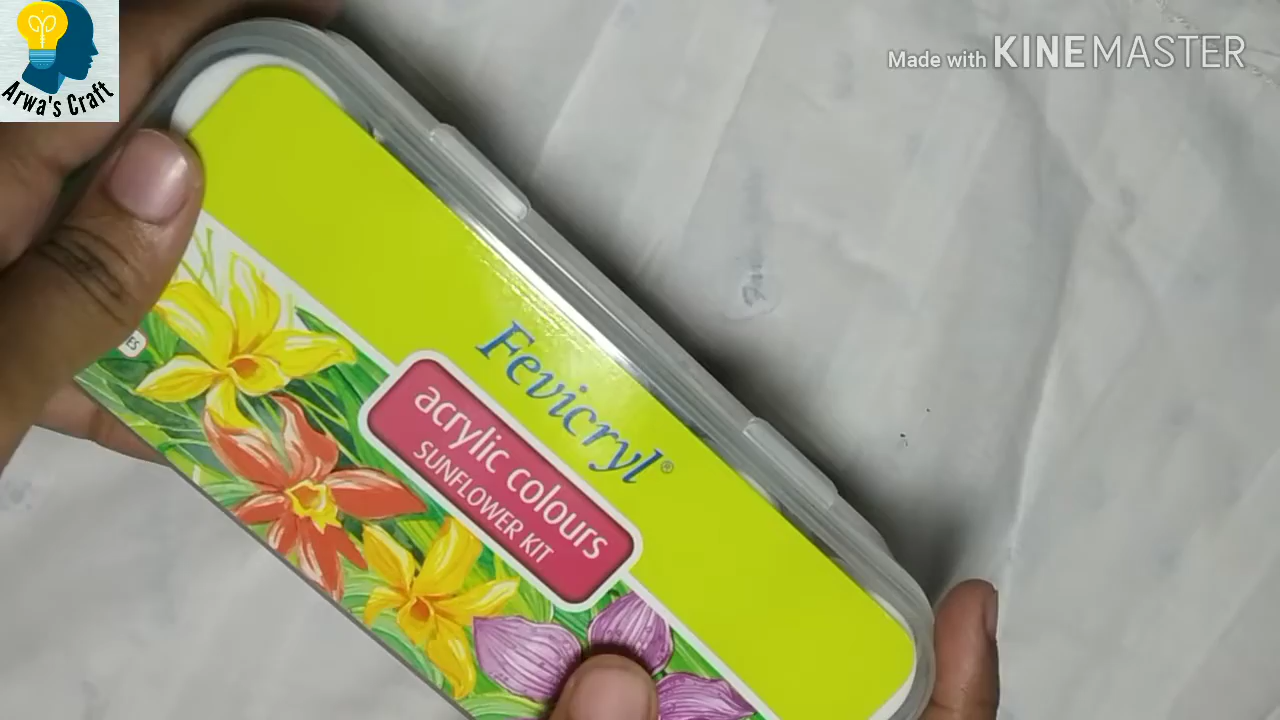 Arwa's Craft
Made with KINEMASTER
Fevicryl®
acrylic colours
SUNFLOWER KIT